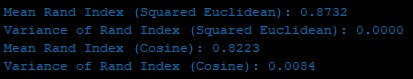 Mean Rand Index (Squared Euclidean): 0.8732
Variance of Rand Index (Squared Euclidean): 0.0000
Mean Rand Index (Cosine): 0.8223
Variance of Rand Index (Cosine): 0.0084